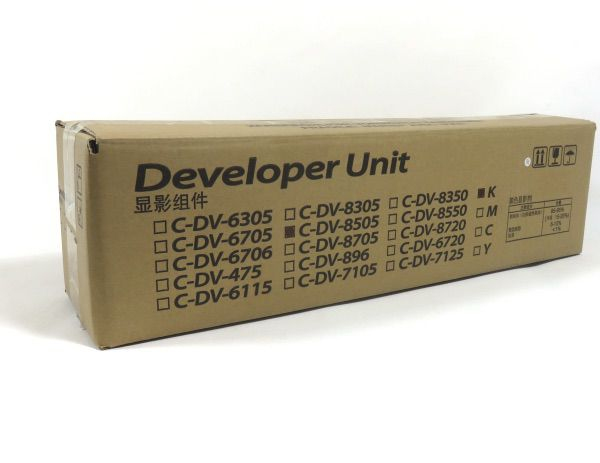 Developer Unit
显影组件
C-DV-6305
C-DV-6705
C-DV-6706
C-DV-475
C-DV-6115
C-DV-8305
C-DV-8505
C-DV-8705
C-DV-896
C-DV-7105
C-DV-8350
C-DV-8550
C-DV-8720
C-DV-6720
C-DV-7125
K
M
C
Y